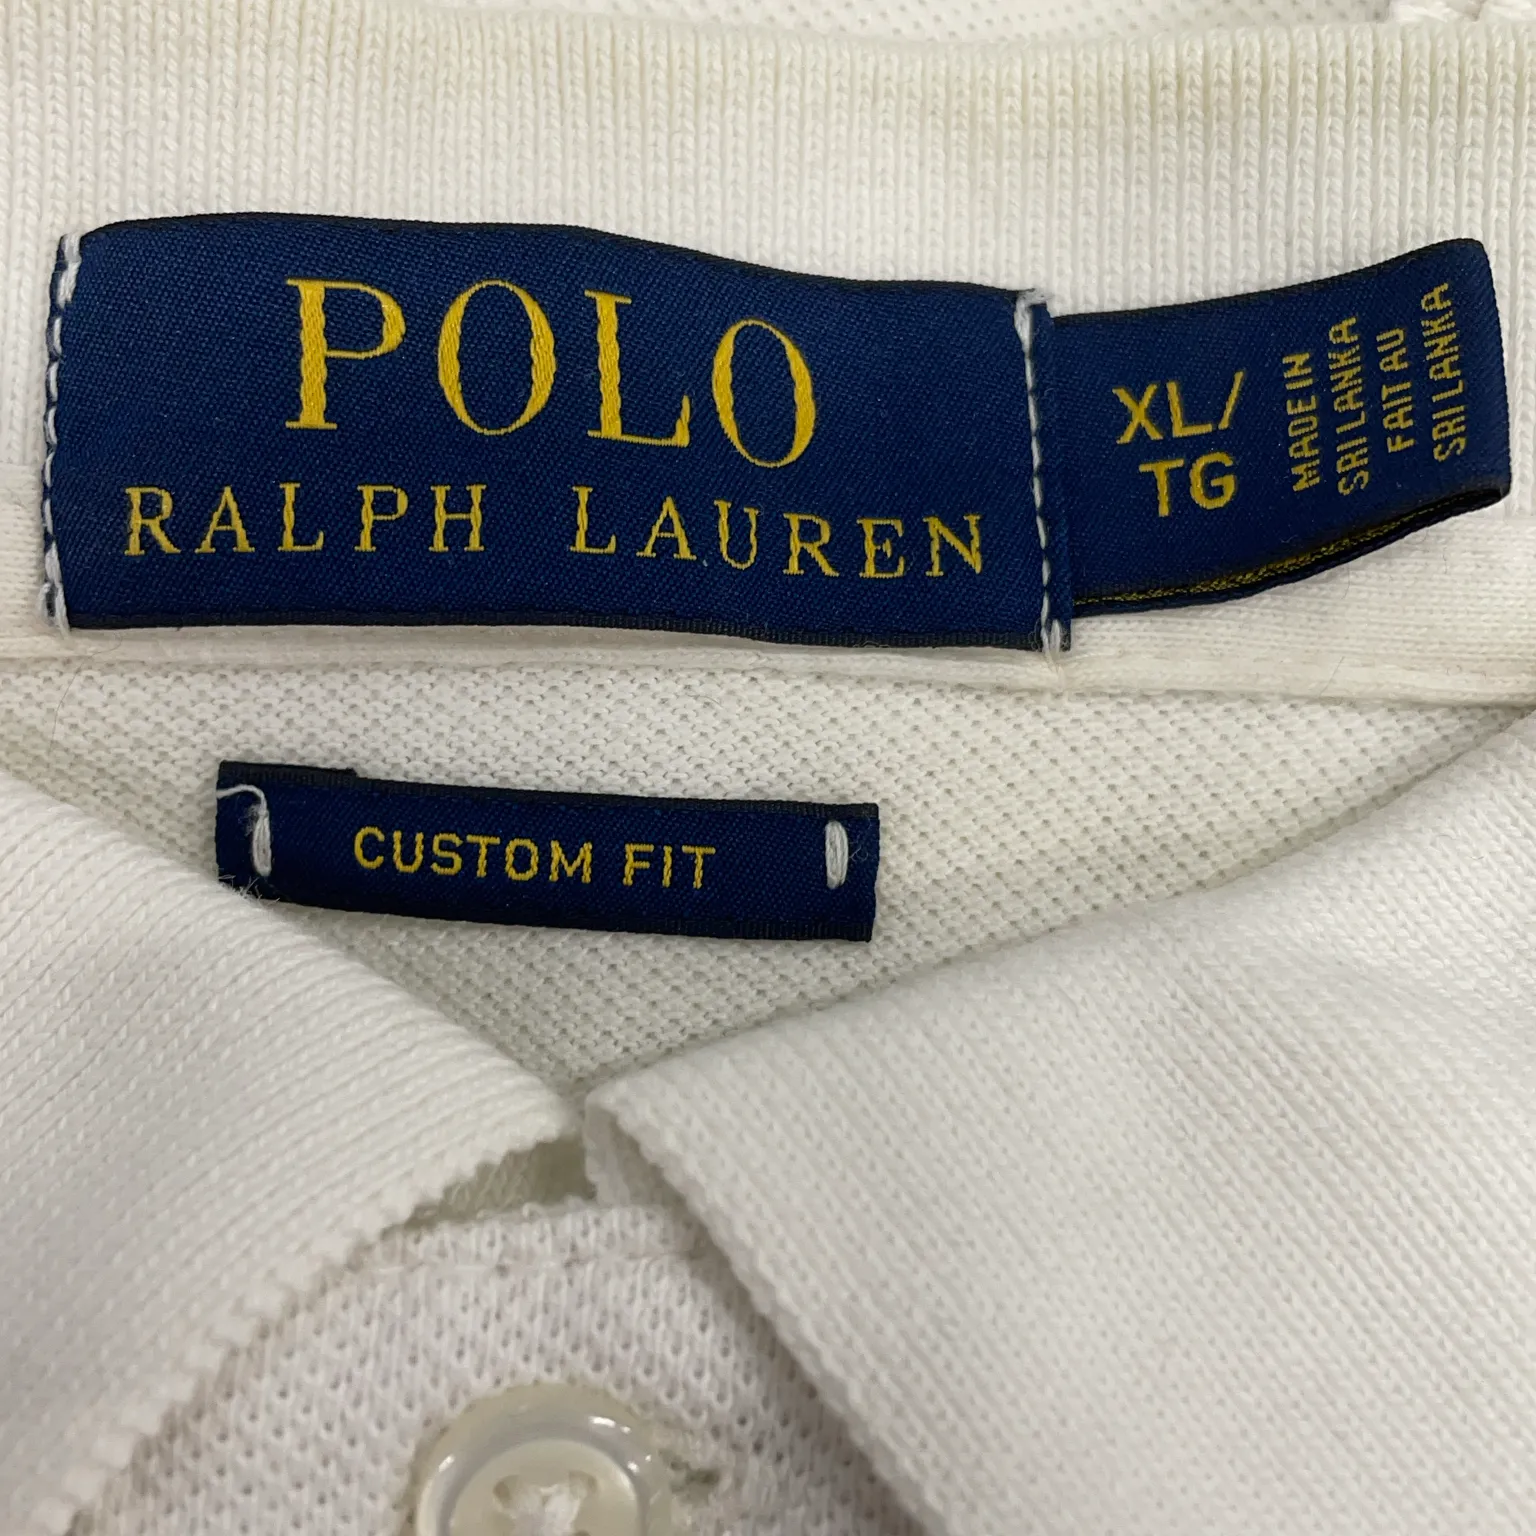 POLO
RALPH LAUREN
XL/
TG
MADE IN
SRI LANKA
FAIT AU
SRI LANKA
CUSTOM FIT